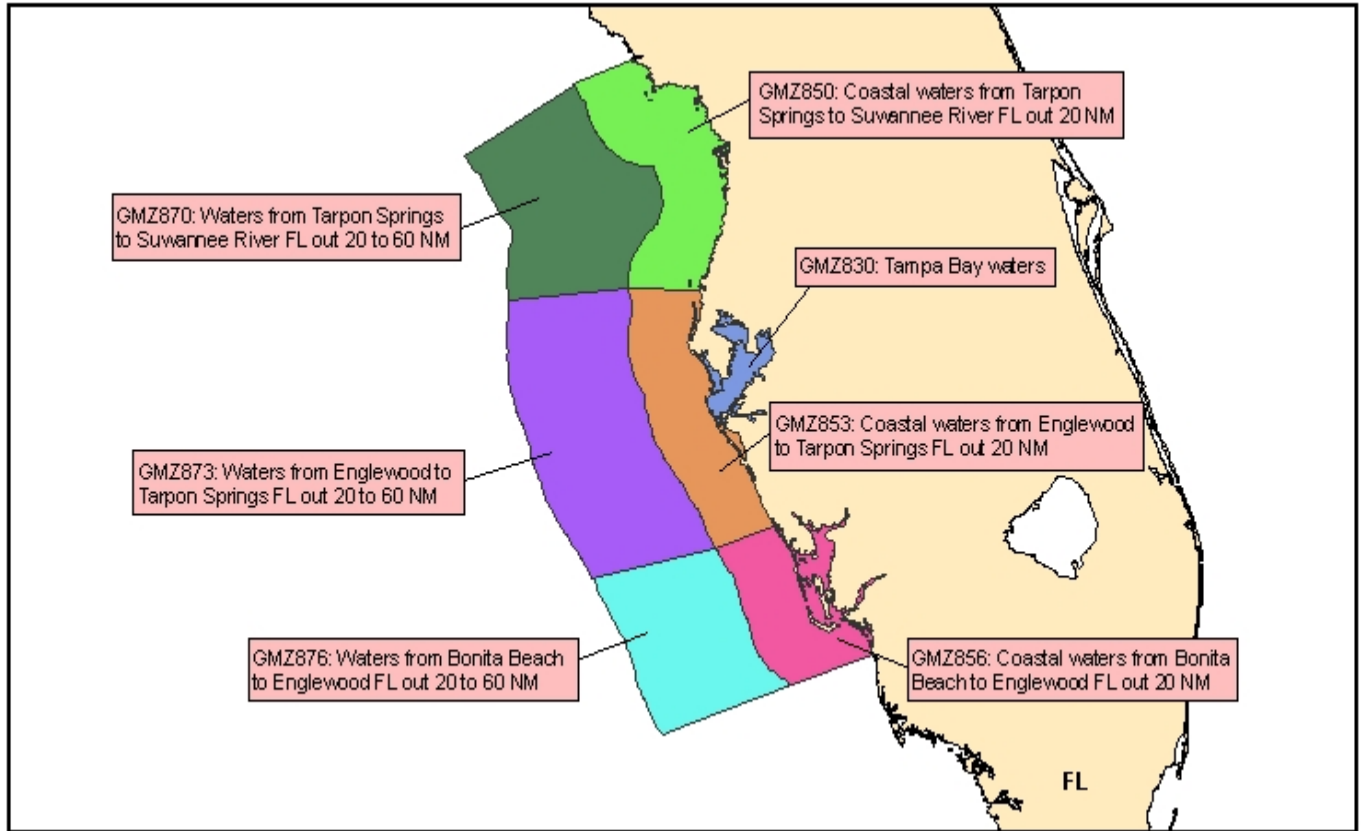 GMZ850: Coastal waters from Tarpon
Springs to Suwannee River FL out 20 NM
GMZ870: Waters from Tarpon Springs
to Suwannee River FL out 20 to 60 NM
GMZ830: Tampa Bay waters
GMZ853: Coastal waters from Englewood
to Tarpon Springs FL out 20 NM
GMZ873: Waters from Englewood to
Tarpon Springs FL out 20 to 60 NM
GMZ876: Waters from Bonita Beach
to Englewood FL out 20 to 60 NM
GMZ856: Coastal waters from Bonita
Beach to Englewood FL out 20 NM
FL